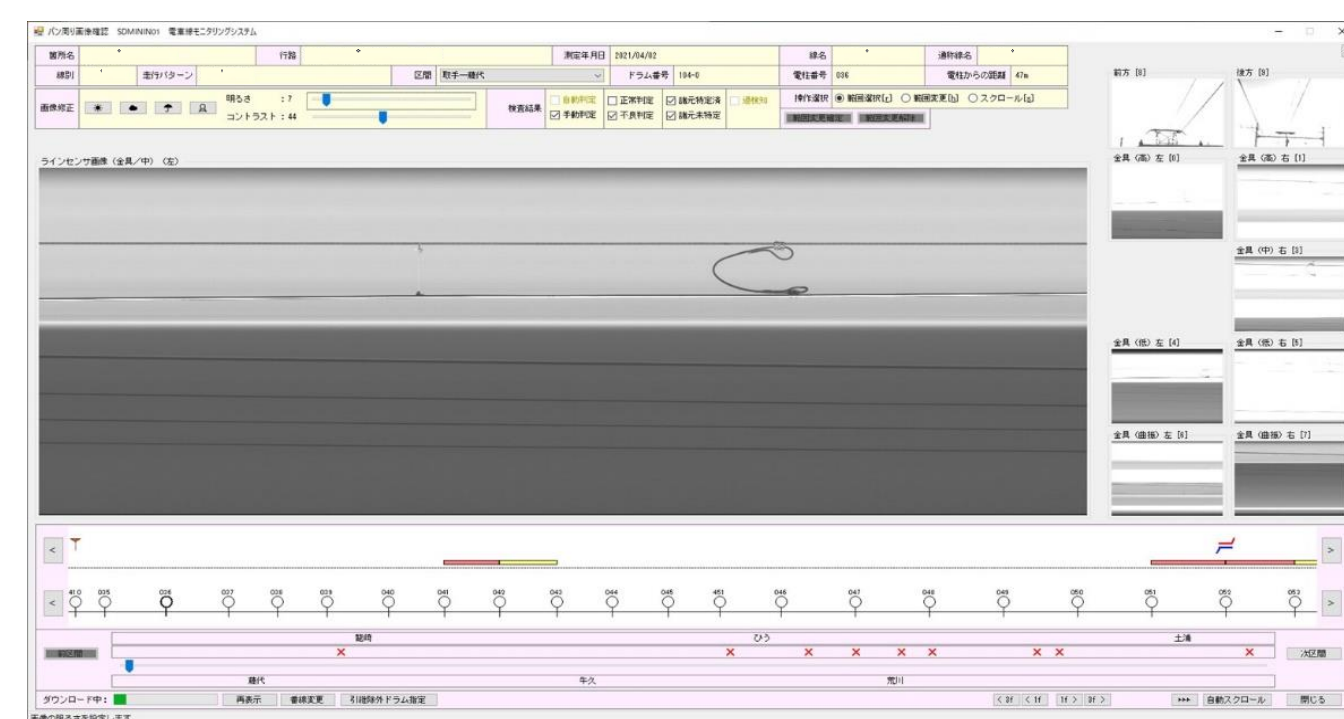 パン周り画像確認 SDMININ01 電車線モニタリングシステム
箇所名 行路 測定年月日 2021/04/02 線名 通称線名
線別 走行パターン 区間 取手ー藤代 ドラム番号 104-0 電柱番号 036 電柱からの距離 47m
画像修正 明るさ :7 検査結果 自動判定 正常判定 諸元特定済 過検知 操作選択 範囲選択[r] 範囲変更[h] スクロール[s]
コントラスト:44 手動判定 不良判定 諸元未特定 範囲変更確定 範囲変更解除
前方 [8] 後方 [9]
ラインセンサ画像(金具/中) (左)
金具 (高) 左 [0] 金具 (高) 右 [1]
金具 (中) 右 [3]
金具 (低) 左 [4] 金具 (低) 右 [5]
金具 (曲揺) 左 [6] 金具 (曲揺) 右 [7]
< >
< 410 035 036 037 038 039 040 041 042 043 044 045 451 046 047 048 049 050 051 052 053 >
龍崎 ひう 土浦
前区間 次区間
藤代 牛久 荒川
ダウンロード中: 再表示 番線変更 引継除外ドラム指定 < 3f < 1f 1f > 3f > 自動スクロール 閉じる
画像の明るさを設定します